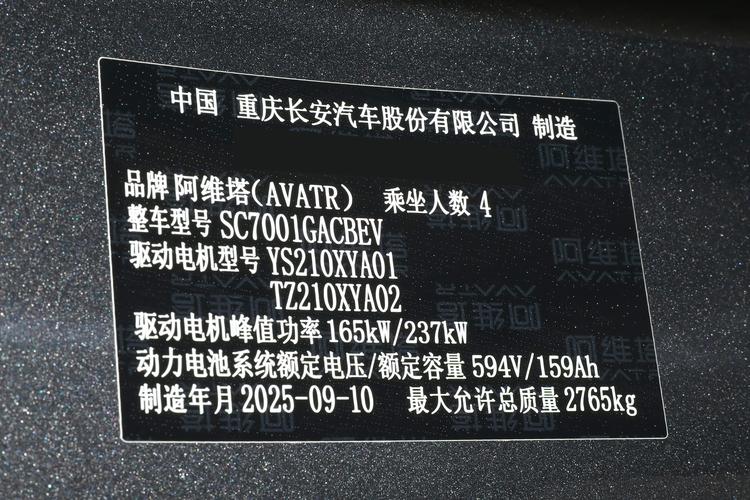 中国 重庆长安汽车股份有限公司 制造
品牌 阿维塔(AVATR) 乘坐人数 4
整车型号 SC7001GACBEV
驱动电机型号 YS210XYA01
TZ210XYA02
驱动电机峰值功率 165kW/237kW
动力电池系统额定电压/额定容量 594V/159Ah
制造年月 2025-09-10 最大允许总质量 2765kg